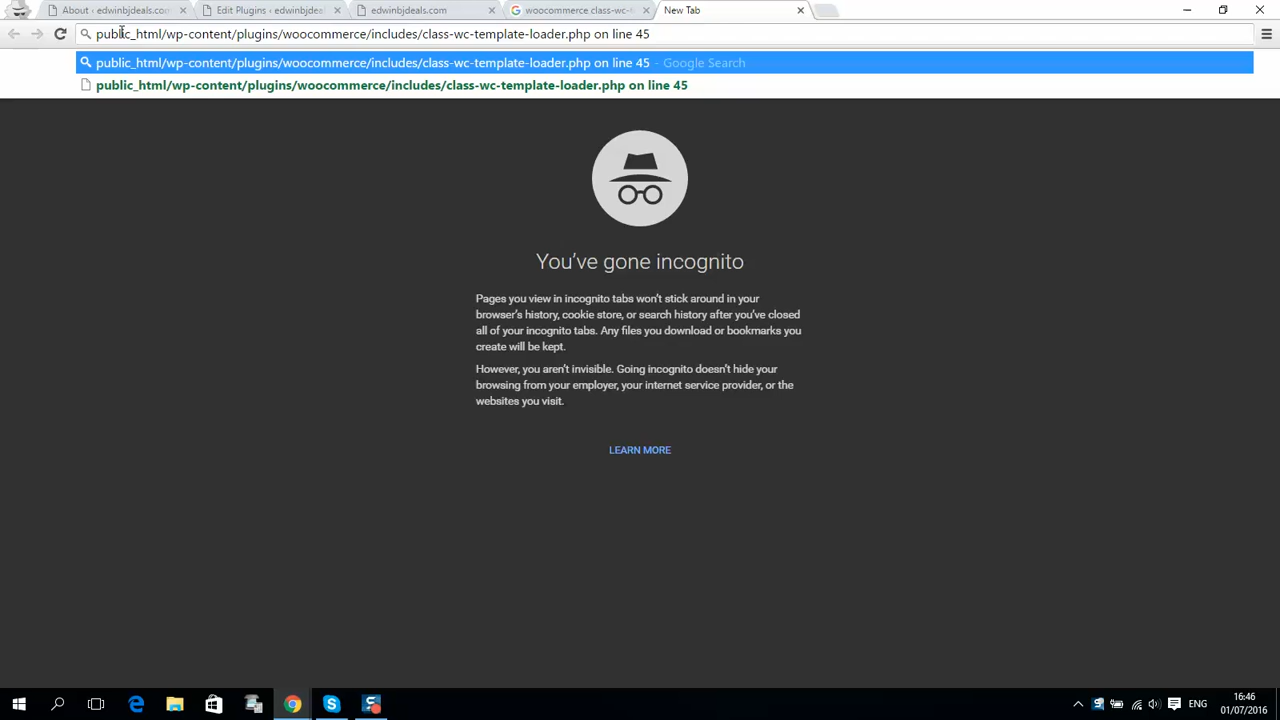 About ‹ edwinbjdeals.com
Edit Plugins ‹ edwinbjdeals
edwinbjdeals.com
woocommerce class-wc-t
New Tab
public_html/wp-content/plugins/woocommerce/includes/class-wc-template-loader.php on line 45
public_html/wp-content/plugins/woocommerce/includes/class-wc-template-loader.php on line 45 - Google Search
public_html/wp-content/plugins/woocommerce/includes/class-wc-template-loader.php on line 45
You've gone incognito
Pages you view in incognito tabs won't stick around in your
browser's history, cookie store, or search history after you've closed
all of your incognito tabs. Any files you download or bookmarks you
create will be kept.
However, you aren't invisible. Going incognito doesn't hide your
browsing from your employer, your internet service provider, or the
websites you visit.
LEARN MORE
ENG
16:46
01/07/2016